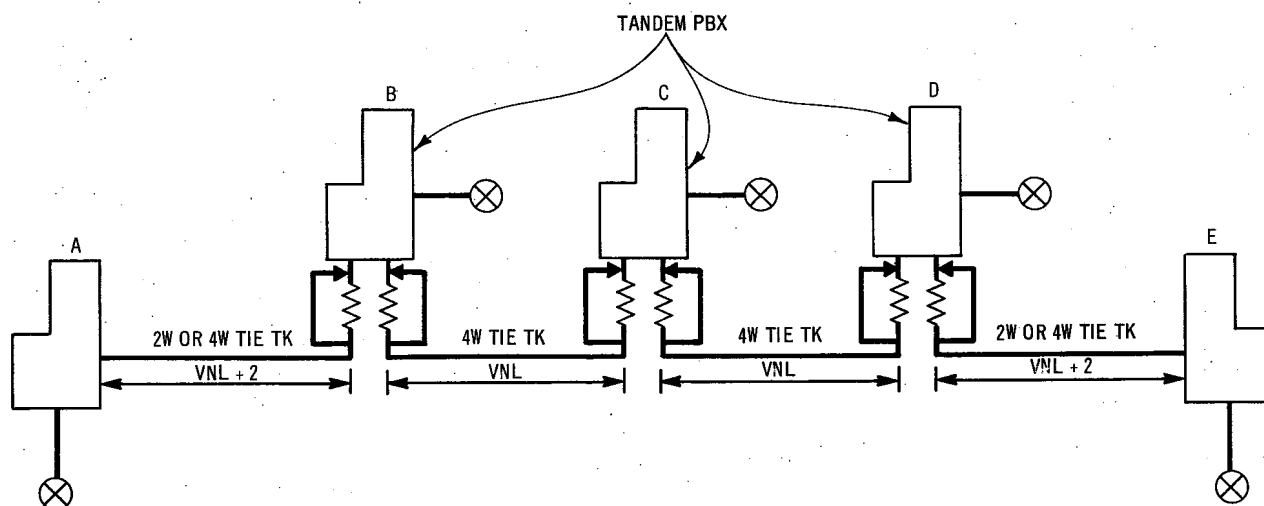 TANDEM PBX
B
C
D
A
E
2W OR 4W TIE TK
4W TIE TK
4W TIE TK
2W OR 4W TIE TK
VNL + 2
VNL
VNL
VNL + 2